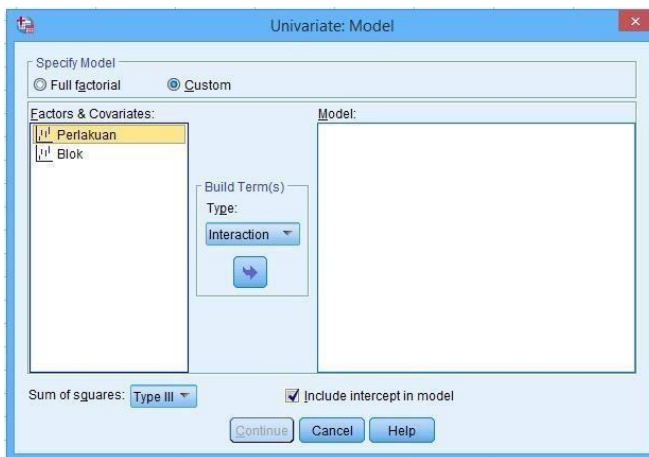 Univariate: Model
Specify Model
Full factorial
Custom
Factors & Covariates:
Perlakuan
Blok
Build Term(s)
Type:
Interaction
Model:
Sum of squares:
Type III
Include intercept in model
Continue
Cancel
Help